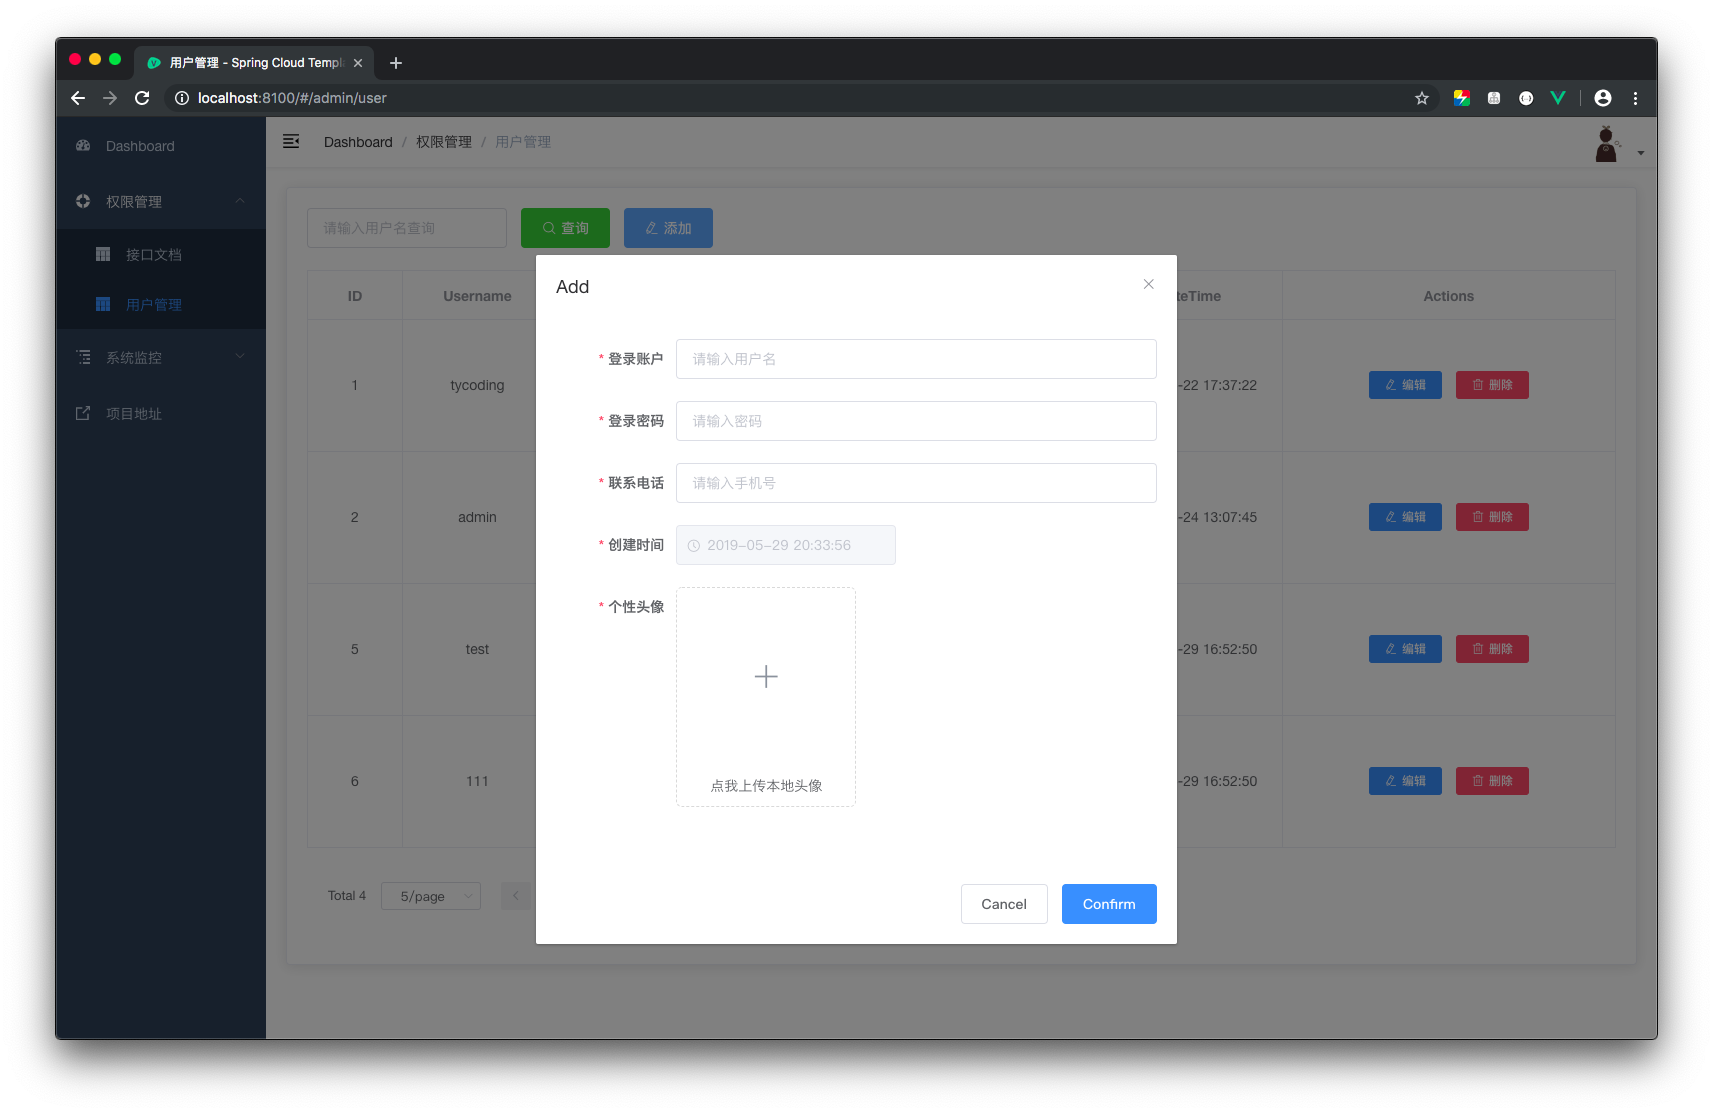 用户管理 - Spring Cloud Templ
localhost:8100/#/admin/user
Dashboard
权限管理
接口文档
用户管理
系统监控
项目地址
Dashboard / 权限管理 / 用户管理
请输入用户名查询
查询
添加
ID Username teTime Actions
1 tycoding -22 17:37:22 编辑 删除
2 admin -24 13:07:45 编辑 删除
5 test -29 16:52:50 编辑 删除
6 111 -29 16:52:50 编辑 删除
Total 4 5/page
Add
* 登录账户 请输入用户名
* 登录密码 请输入密码
* 联系电话 请输入手机号
* 创建时间 2019-05-29 20:33:56
* 个性头像
点我上传本地头像
Cancel Confirm